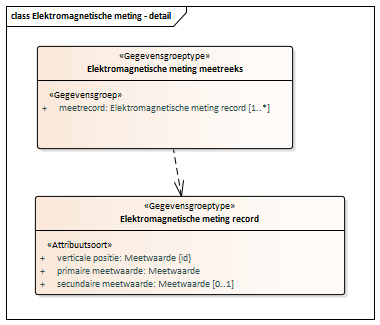 class Elektromagnetische meting - detail
«Gegevensgroeptype»
Elektromagnetische meting meetreeks
«Gegevensgroep»
+ meetrecord: Elektromagnetische meting record [1..*]
«Gegevensgroeptype»
Elektromagnetische meting record
«Attribuutsoort»
+ verticale positie: Meetwaarde {id}
+ primaire meetwaarde: Meetwaarde
+ secundaire meetwaarde: Meetwaarde [0..1]